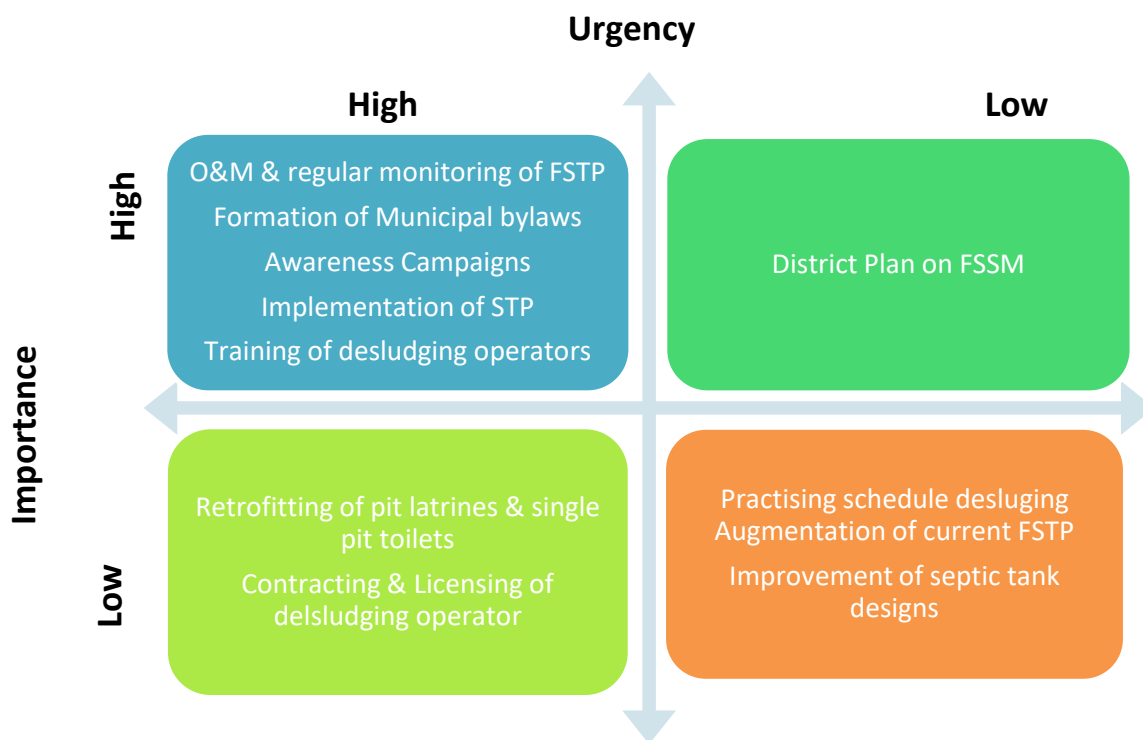 Urgency
High
Low
High
O&M & regular monitoring of FSTP
Formation of Municipal bylaws
Awareness Campaigns
Implementation of STP
Training of desludging operators
District Plan on FSSM
Importance
Low
Retrofitting of pit latrines & single
pit toilets
Contracting & Licensing of
delsludging operator
Practising schedule desluging
Augmentation of current FSTP
Improvement of septic tank
designs